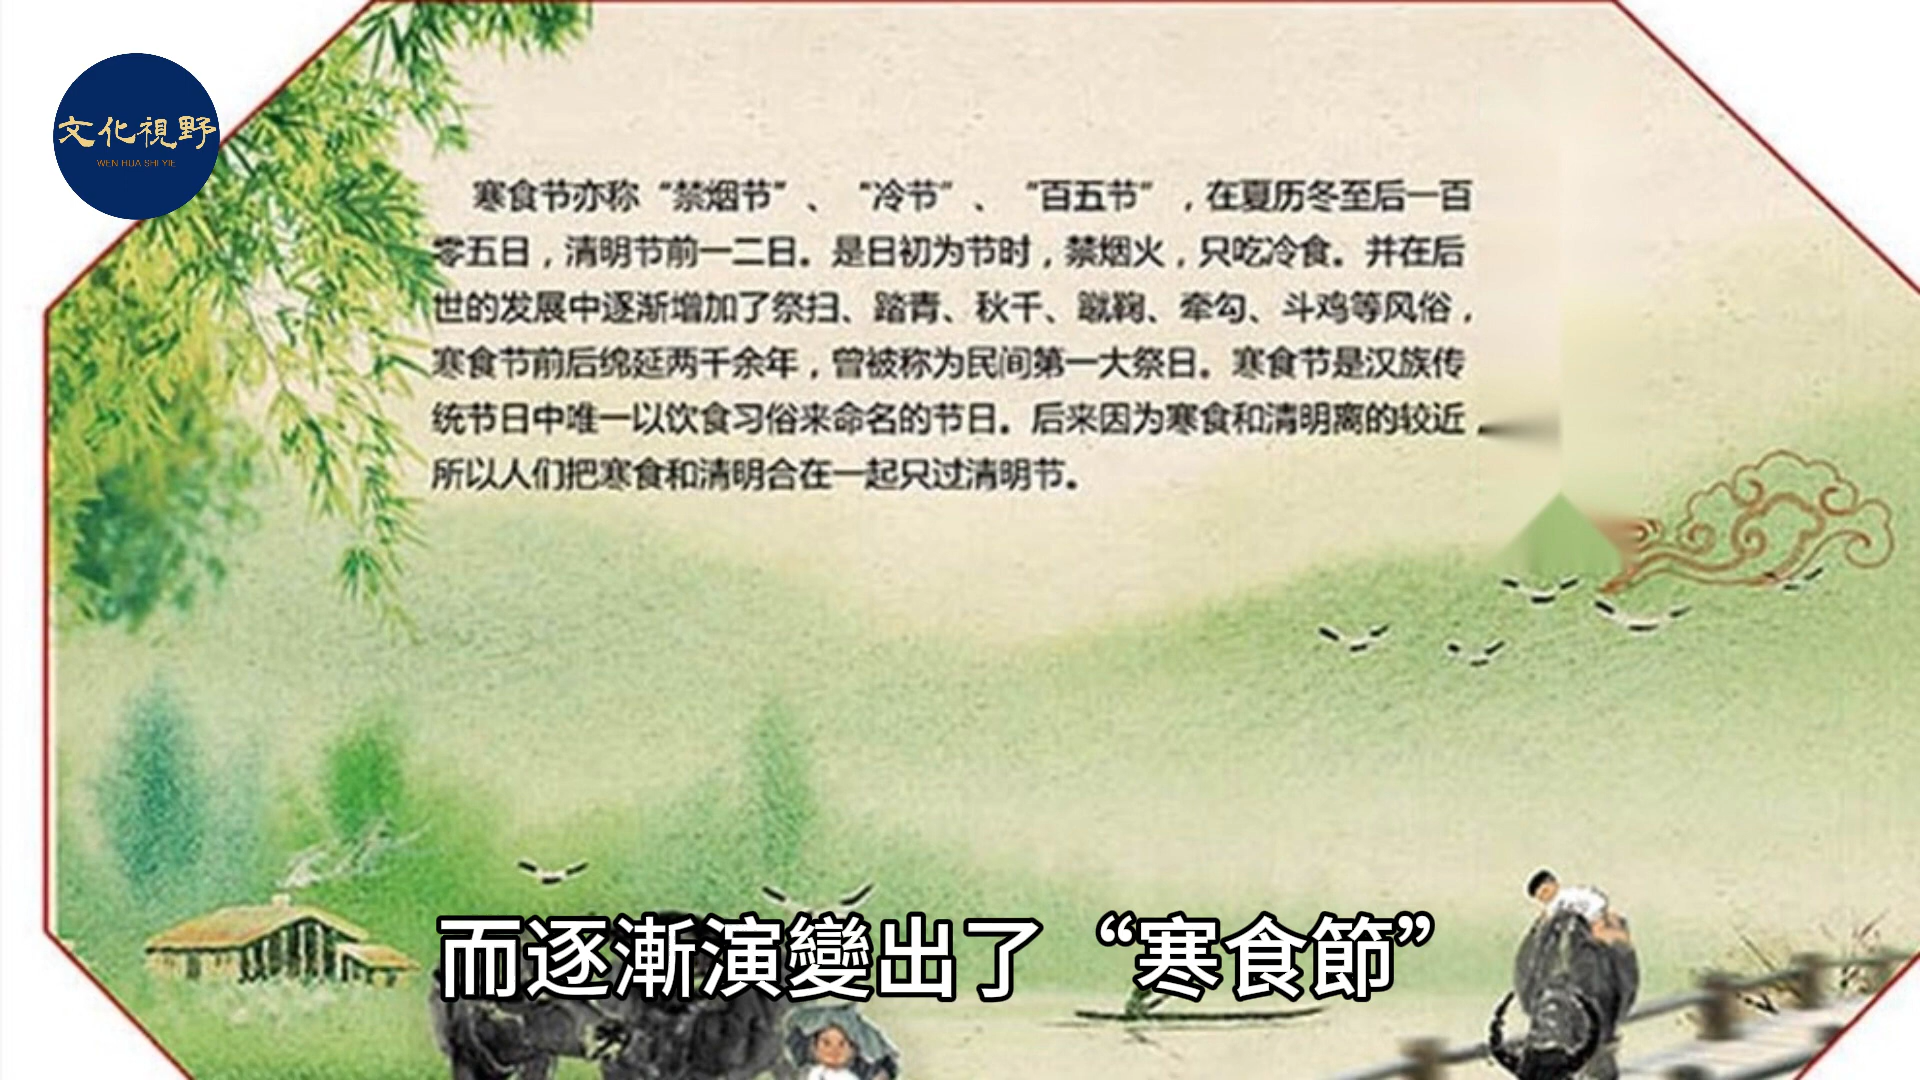 文化視野
WEN HUA SHI YIE
寒食节亦称“禁烟节”、“冷节”、“百五节”，在夏历冬至后一百
零五日，清明节前一二日。是日初为节时，禁烟火，只吃冷食。并在后
世的发展中逐渐增加了祭扫、踏青、秋千、蹴鞠、牵勾、斗鸡等风俗，
寒食节前后绵延两千余年，曾被称为民间第一大祭日。寒食节是汉族传
统节日中唯一以饮食习俗来命名的节日。后来因为寒食和清明离的较近，
所以人们把寒食和清明合在一起只过清明节。
而逐漸演變出了“寒食節”